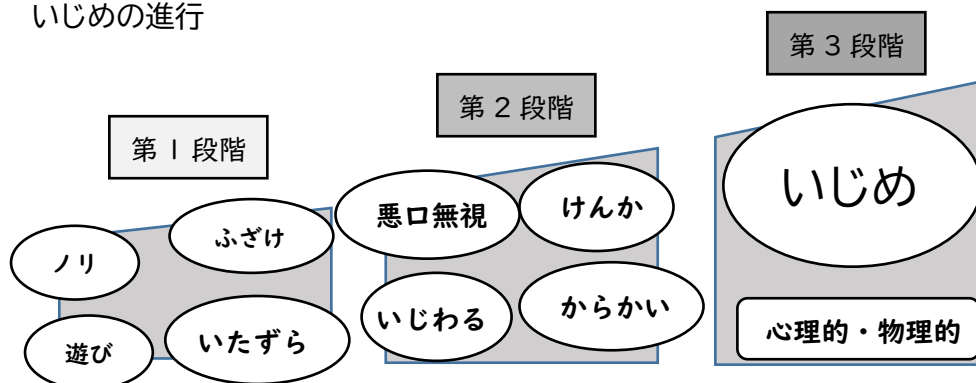 いじめの進行
第1段階
ノリ
ふざけ
遊び
いたずら
第2段階
悪口無視
けんか
いじわる
からかい
第3段階
いじめ
心理的・物理的